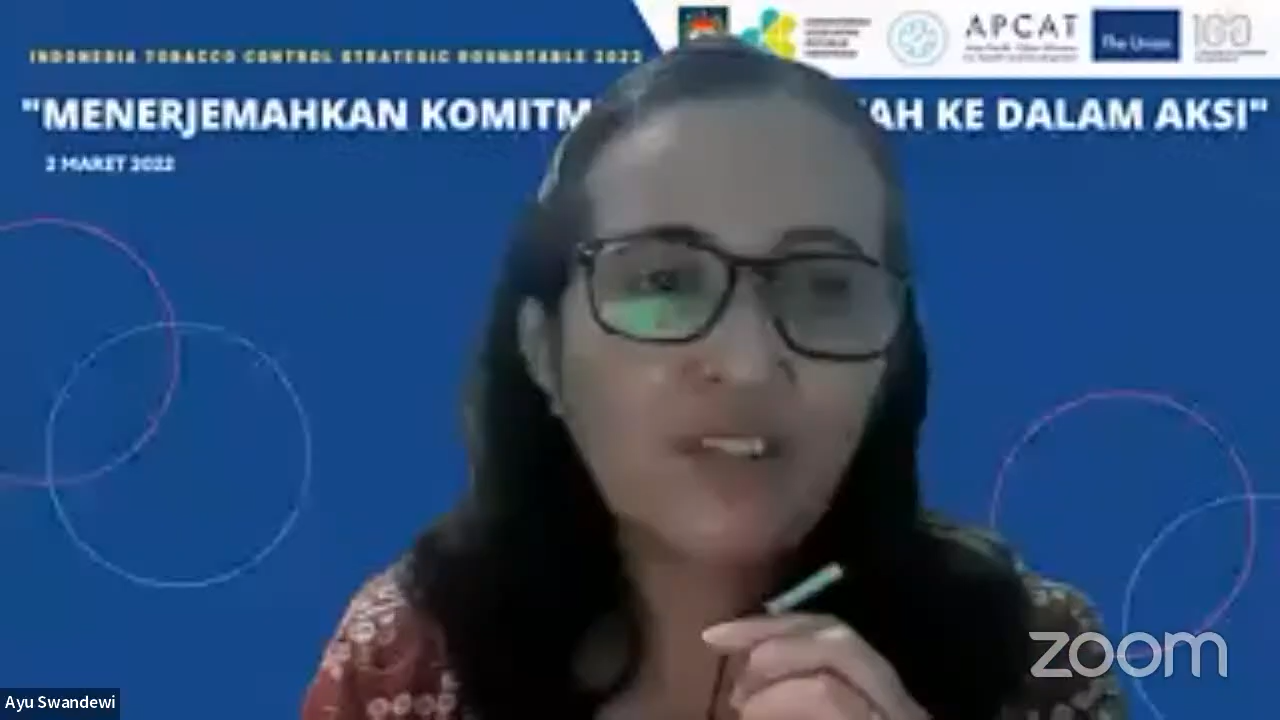 INDONESIA TOBACCO CONTROL STRATEGIC ROUNDTABLE 2022
APCAT
The Union
100
"MENERJEMAHKAN KOMITM AH KE DALAM AKSI"
2 MARET 2022
zoom
Ayu Swandewi